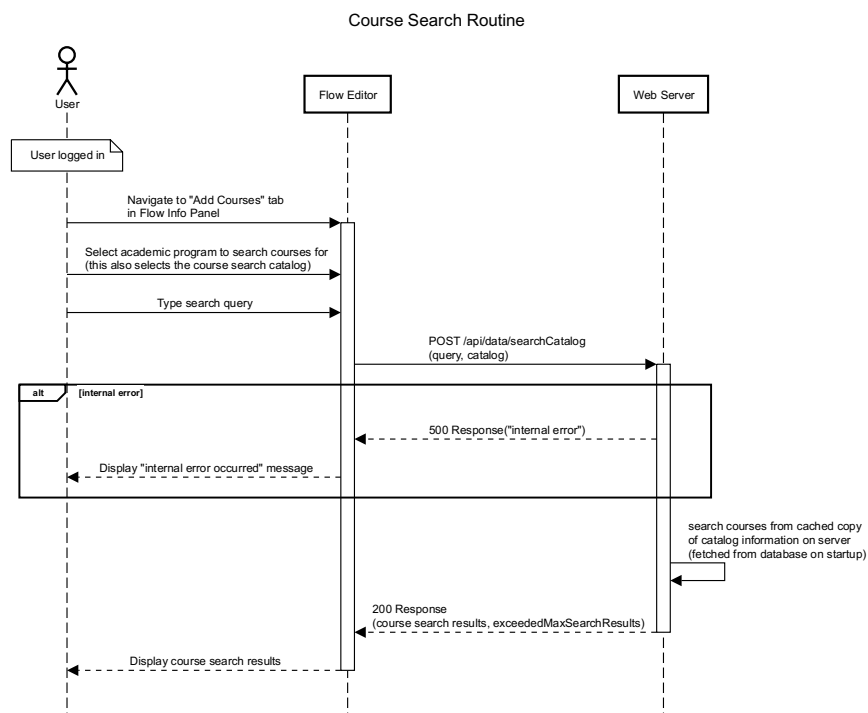 Course Search Routine
User
Flow Editor
Web Server
User logged in
Navigate to "Add Courses" tab
in Flow Info Panel
Select academic program to search courses for
(this also selects the course search catalog)
Type search query
POST /api/data/searchCatalog
(query, catalog)
alt
[internal error]
500 Response("internal error")
Display "internal error occurred" message
search courses from cached copy
of catalog information on server
(fetched from database on startup)
200 Response
(course search results, exceededMaxSearchResults)
Display course search results